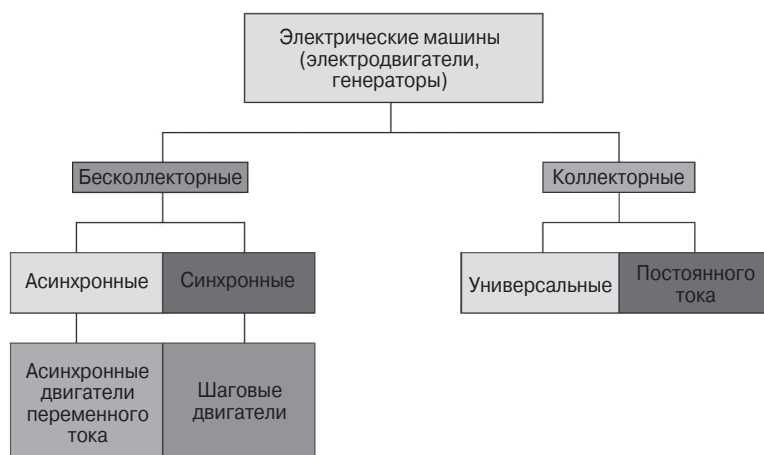 Электрические машины
(электродвигатели,
генераторы)
Бесколлекторные
Коллекторные
Асинхронные
Синхронные
Универсальные
Постоянного
тока
Асинхронные
двигатели
переменного
тока
Шаговые
двигатели